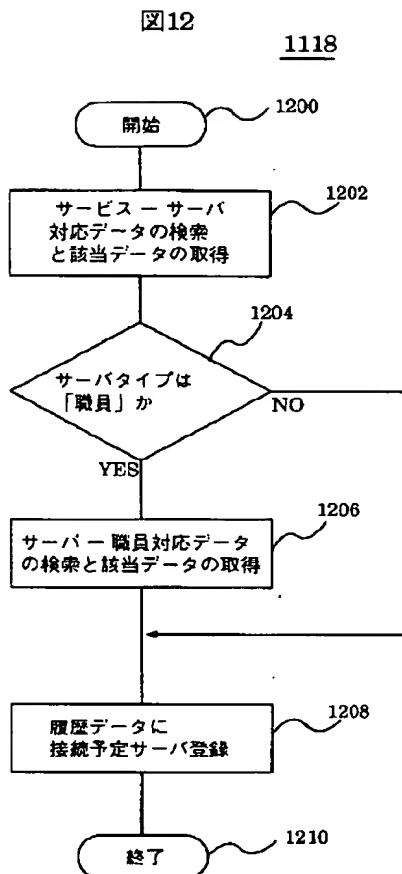 図12
1118
開始
1200
サービス ー サーバ
対応データの検索
と該当データの取得
1202
1204
サーバタイプは
「職員」か
NO
YES
1206
サーバ ー 職員対応データ
の検索と該当データの取得
履歴データに
接続予定サーバ登録
1208
終了
1210